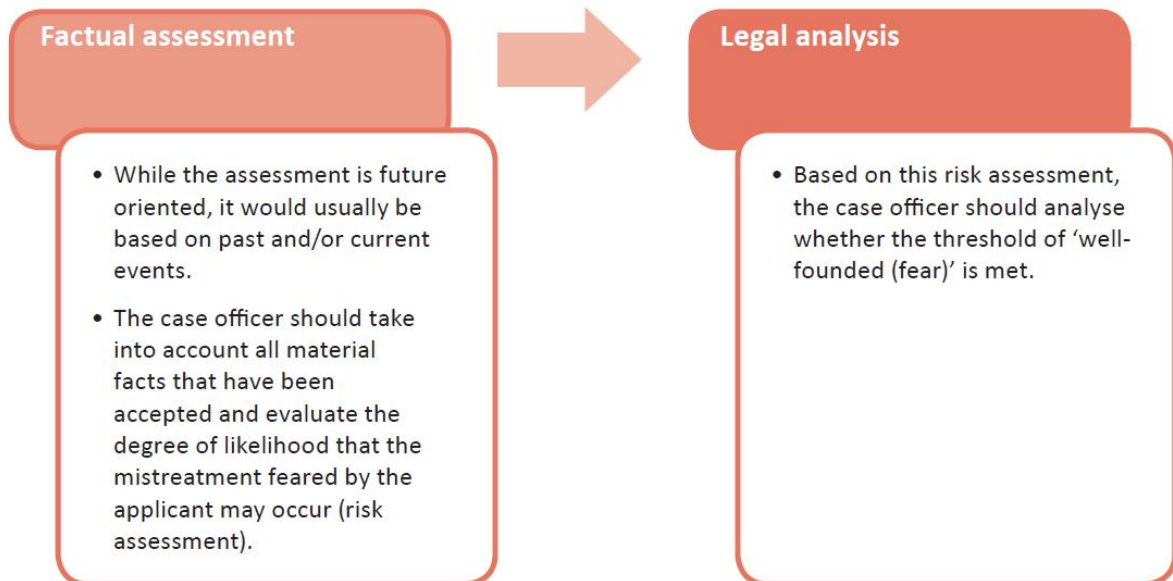 Factual assessment
• While the assessment is future
oriented, it would usually be
based on past and/or current
events.
• The case officer should take
into account all material
facts that have been
accepted and evaluate the
degree of likelihood that the
mistreatment feared by the
applicant may occur (risk
assessment).
Legal analysis
• Based on this risk assessment,
the case officer should analyse
whether the threshold of ‘well-
founded (fear)’ is met.